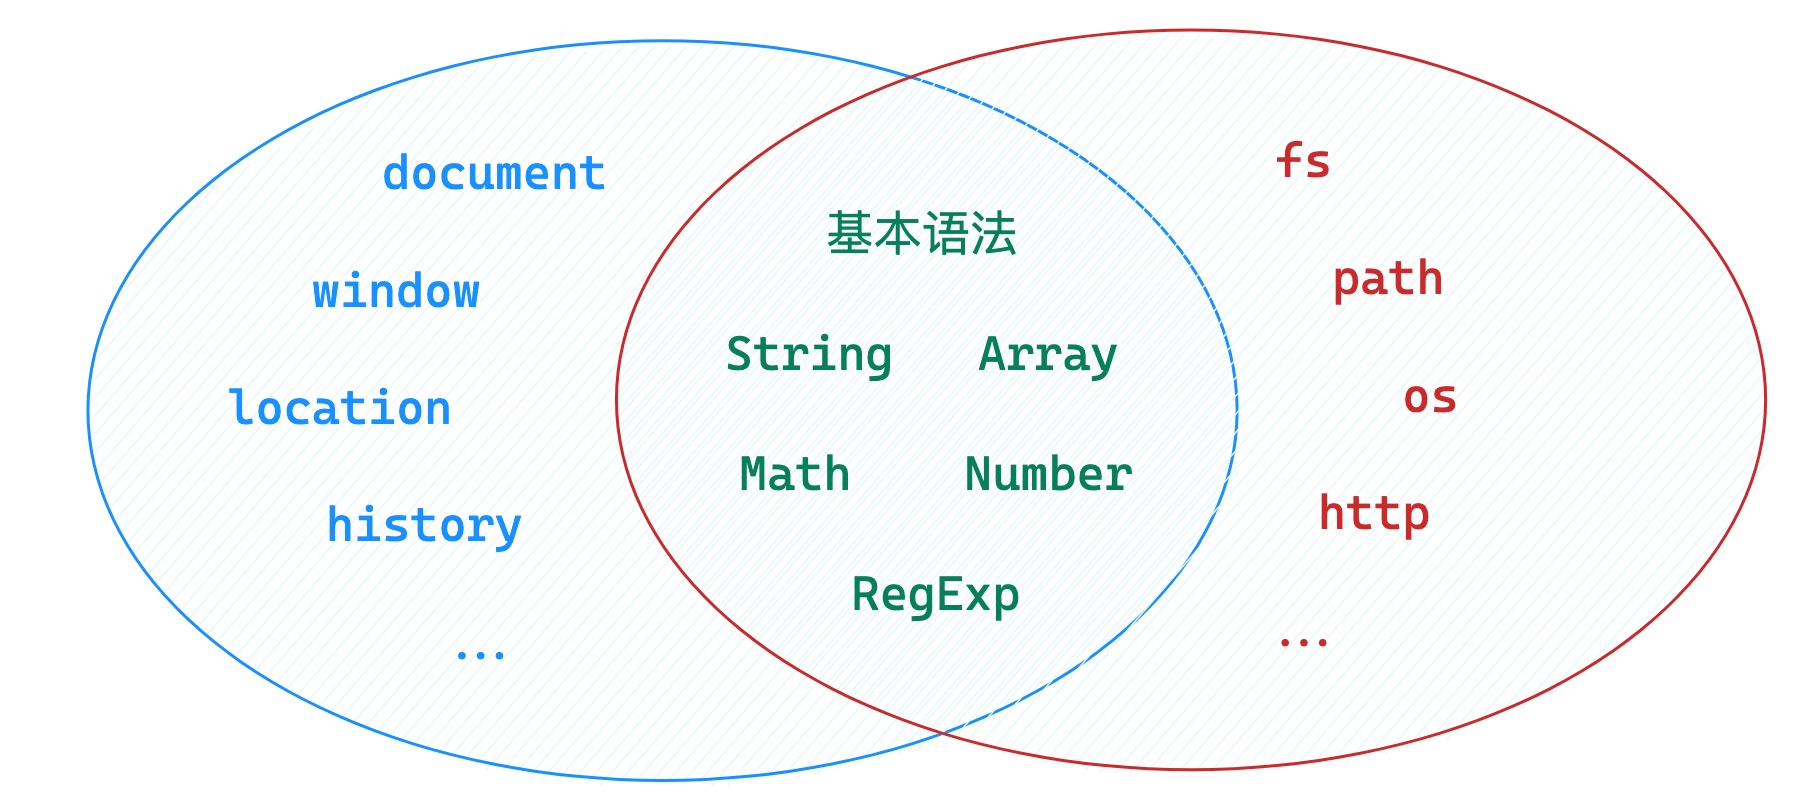 document
window
location
history
...
基本语法
String Array
Math Number
RegExp
fs
path
os
http
...